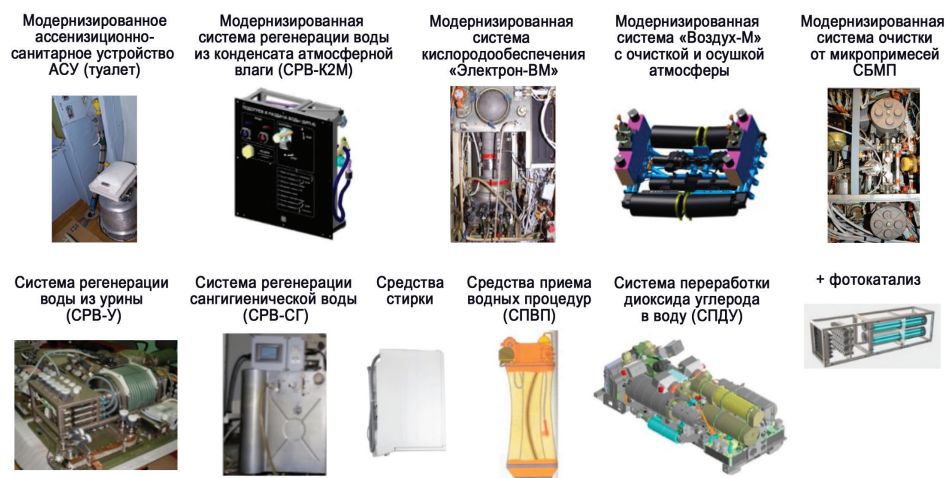 Модернизированное
ассенизиционно-
санитарное устройство
АСУ (туалет)
Модернизированная
система регенерации воды
из конденсата атмосферной
влаги (СРВ-К2М)
Модернизированная
система
кислородообеспечения
«Электрон-ВМ»
Модернизированная
система «Воздух-М»
с очисткой и осушкой
атмосферы
Модернизированная
система очистки
от микропримесей
СБМП
Система регенерации
воды из урины
(СРВ-У)
Система регенерации
сангигиенической воды
(СРВ-СГ)
Средства
стирки
Средства приема
водных процедур
(СПВП)
Система переработки
диоксида углерода
в воду (СПДУ)
+ фотокатализ